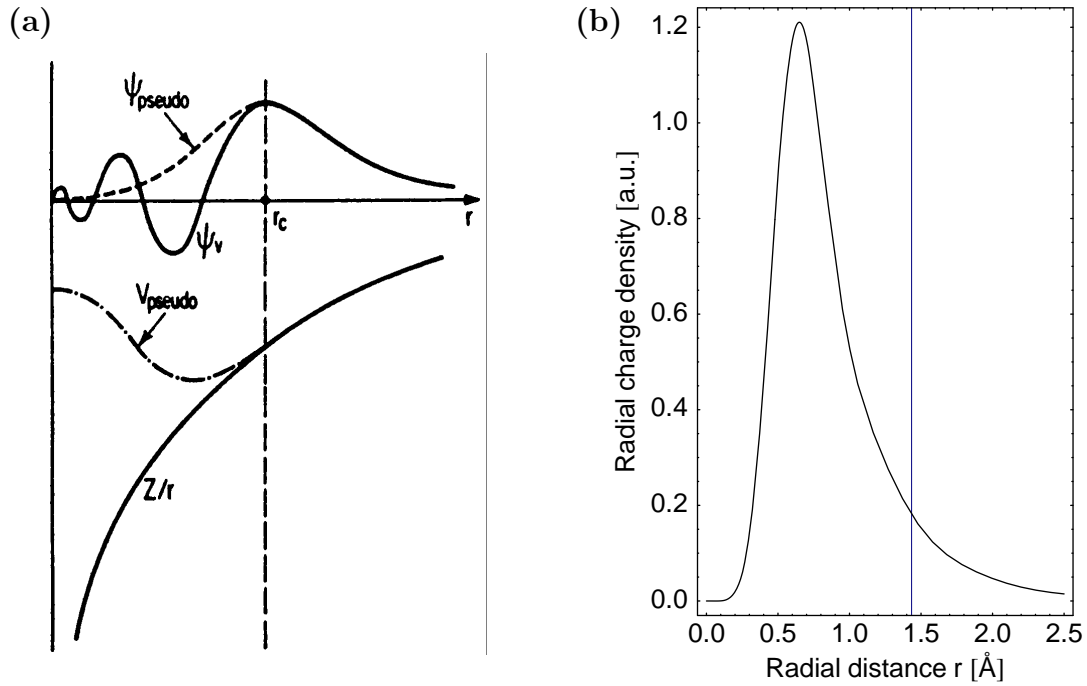 (a)
ψpseudo
r
rc
ψv
Vpseudo
Z/r
(b)
Radial charge density [a.u.]
1.2
1.0
0.8
0.6
0.4
0.2
0.0
0.0 0.5 1.0 1.5 2.0 2.5
Radial distance r [Å]